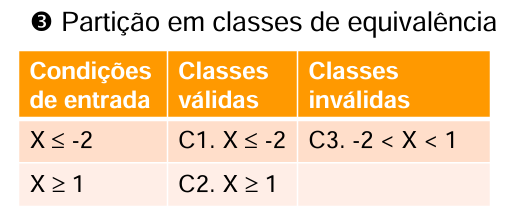 ❸ Partição em classes de equivalência
Condições de entrada Classes válidas Classes inválidas
X ≤ -2 C1. X ≤ -2 C3. -2 < X < 1
X ≥ 1 C2. X ≥ 1